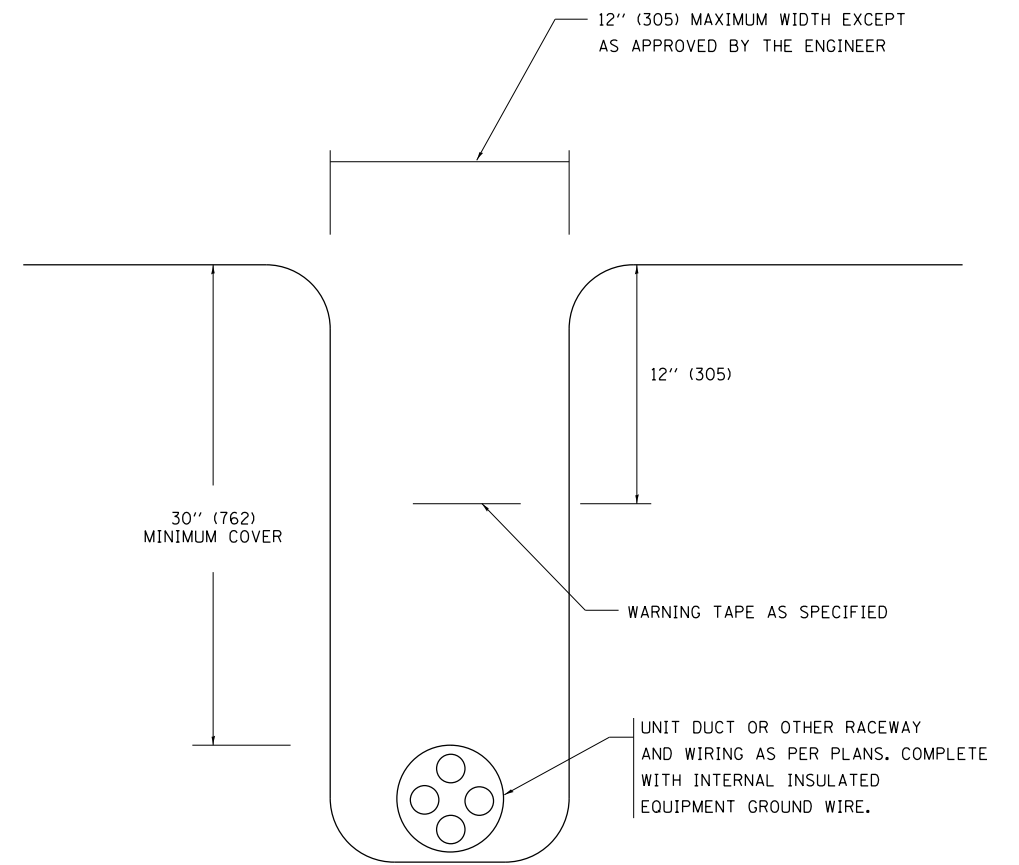 12'' (305) MAXIMUM WIDTH EXCEPT
AS APPROVED BY THE ENGINEER
12'' (305)
30'' (762)
MINIMUM COVER
WARNING TAPE AS SPECIFIED
UNIT DUCT OR OTHER RACEWAY
AND WIRING AS PER PLANS. COMPLETE
WITH INTERNAL INSULATED
EQUIPMENT GROUND WIRE.